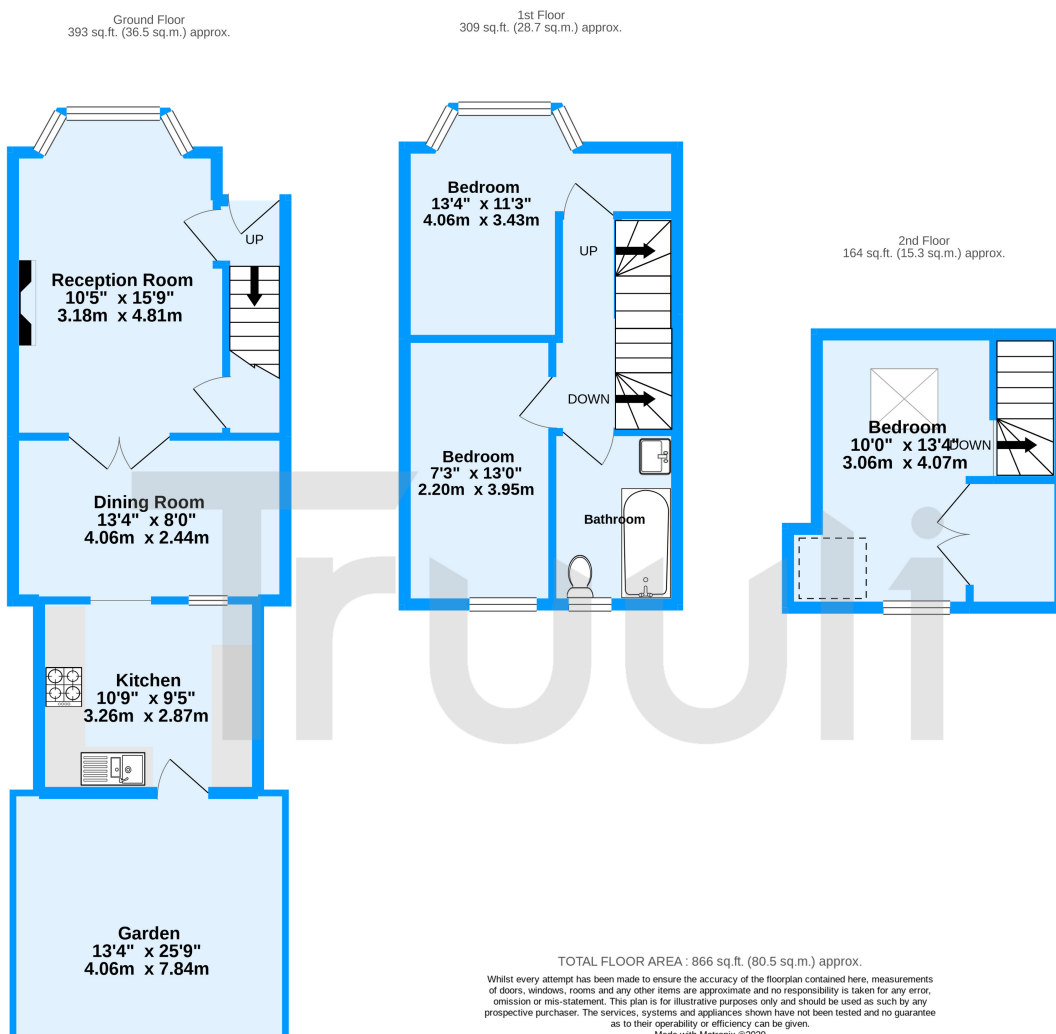 Ground Floor
393 sq.ft. (36.5 sq.m.) approx.
1st Floor
309 sq.ft. (28.7 sq.m.) approx.
2nd Floor
164 sq.ft. (15.3 sq.m.) approx.
UP
Reception Room
10'5" x 15'9"
3.18m x 4.81m
Dining Room
13'4" x 8'0"
4.06m x 2.44m
Kitchen
10'9" x 9'5"
3.26m x 2.87m
Garden
13'4" x 25'9"
4.06m x 7.84m
Bedroom
13'4" x 11'3"
4.06m x 3.43m
UP
DOWN
Bedroom
7'3" x 13'0"
2.20m x 3.95m
Bathroom
Bedroom
10'0" x 13'4"
3.06m x 4.07m
DOWN
Truuli
TOTAL FLOOR AREA : 866 sq.ft. (80.5 sq.m.) approx.
Whilst every attempt has been made to ensure the accuracy of the floorplan contained here, measurements
of doors, windows, rooms and any other items are approximate and no responsibility is taken for any error,
omission or mis-statement. This plan is for illustrative purposes only and should be used as such by any
prospective purchaser. The services, systems and appliances shown have not been tested and no guarantee
as to their operability or efficiency can be given.
Made with Metropix ©2020